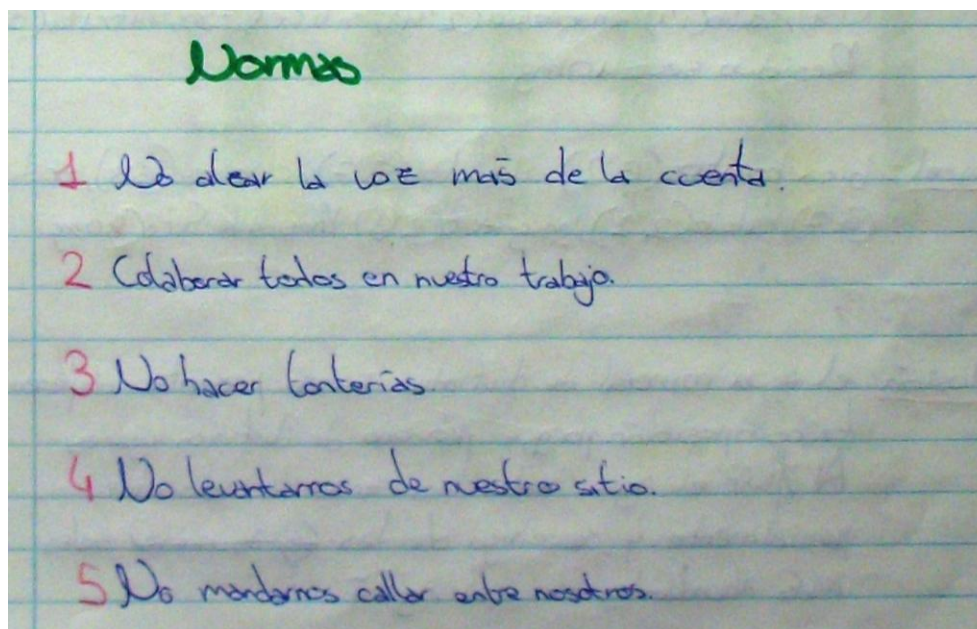 Normas
1 No alzar la voz más de la cuenta.
2 Colaborar todos en nuestro trabajo.
3 No hacer tonterías.
4 No levantarnos de nuestro sitio.
5 No mandarnos callar entre nosotros.